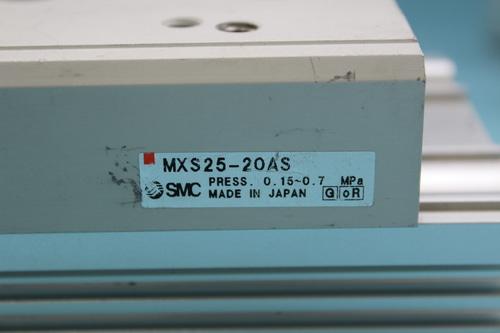 MXS25-20AS
SMC PRESS. 0.15~0.7 MPa
MADE IN JAPAN G o R